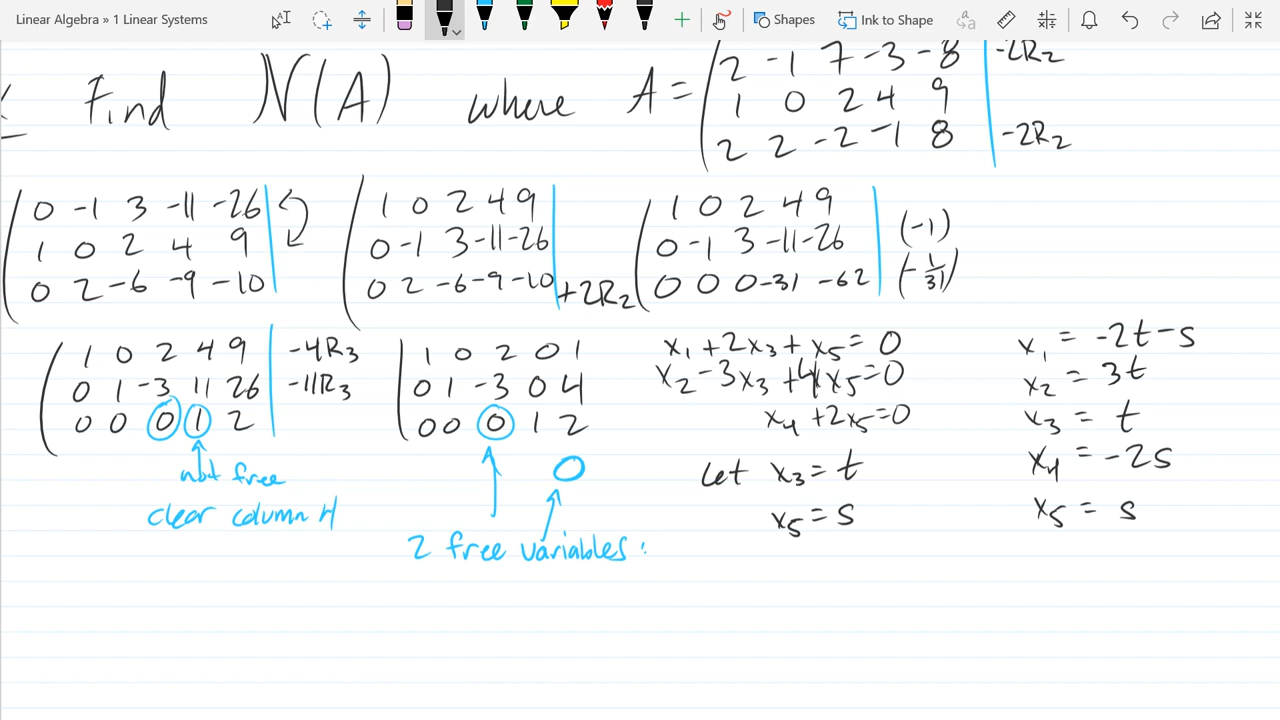 Linear Algebra » 1 Linear Systems
Shapes
Ink to Shape
Find N(A) where A =
2 -1 7 -3 -8 -2R₂
1 0 2 4 9
2 2 -2 -1 8 -2R₂
0 -1 3 -11 -26
1 0 2 4 9
0 2 -6 -9 -10
1 0 2 4 9
0 -1 3 -11 -26
0 2 -6 -9 -10 +2R₂
1 0 2 4 9
0 -1 3 -11 -26 (-1)
0 0 0 -31 -62 (-1/31)
1 0 2 4 9 -4R₃
0 1 -3 11 26 -11R₃
0 0 0 1 2
not free
clear column 4
1 0 2 0 1
0 1 -3 0 4
0 0 0 1 2
0
2 free variables:
x₁ + 2x₃ + x₅ = 0
x₂ - 3x₃ + 4x₅ = 0
x₄ + 2x₅ = 0
let x₃ = t
x₅ = s
x₁ = -2t - s
x₂ = 3t
x₃ = t
x₄ = -2s
x₅ = s